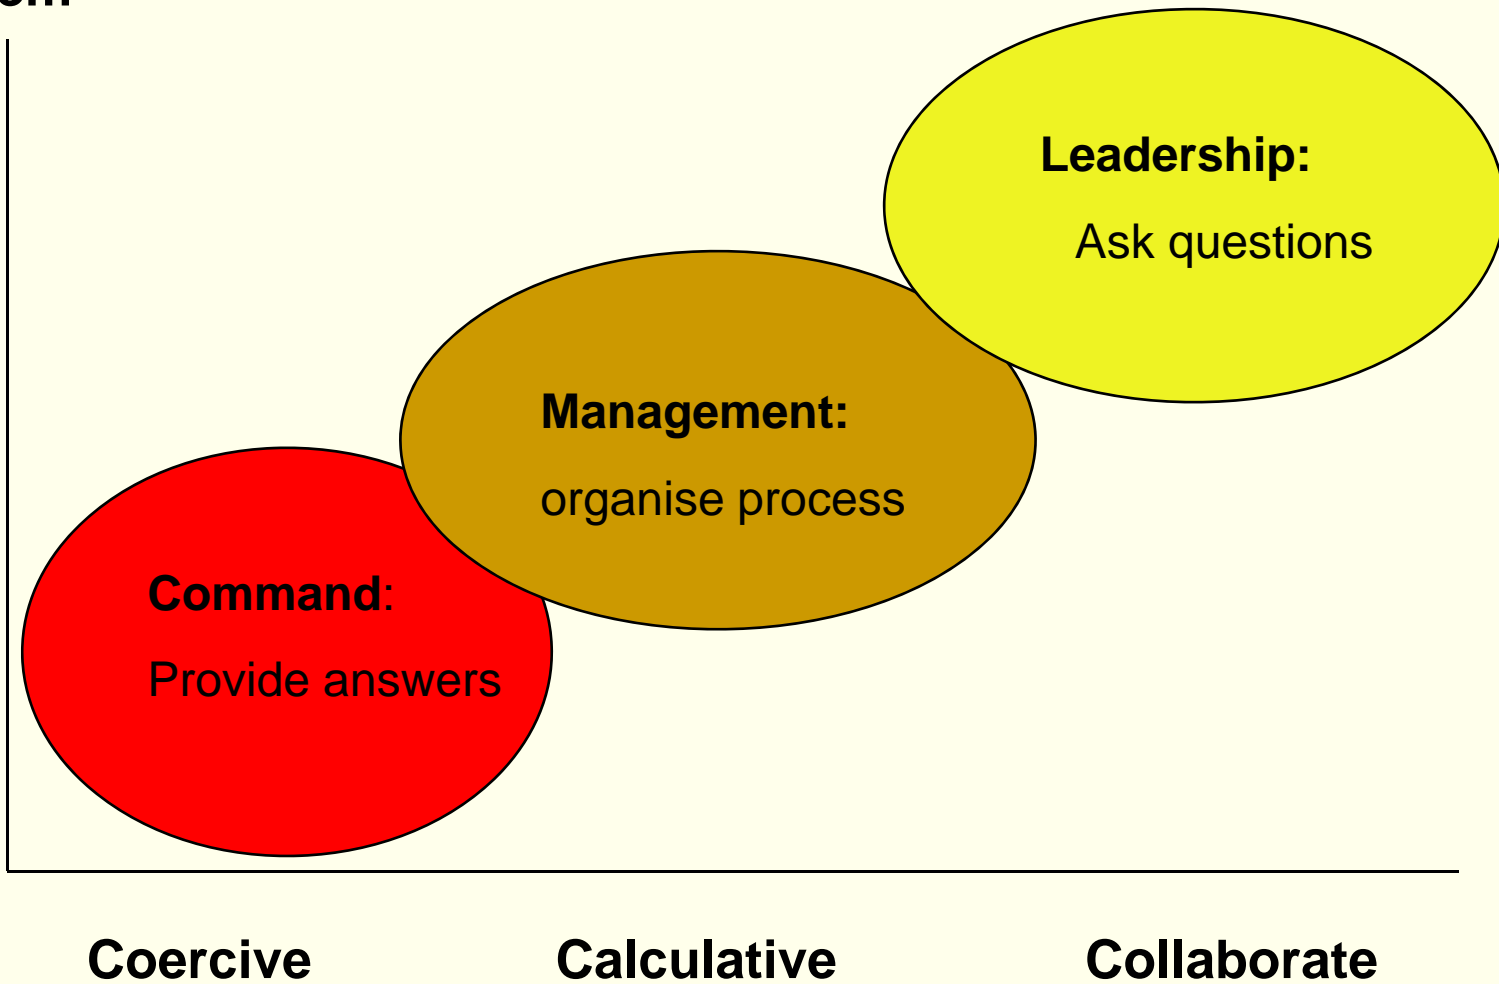 Leadership:
Ask questions
Management:
organise process
Command:
Provide answers
Coercive
Calculative
Collaborate